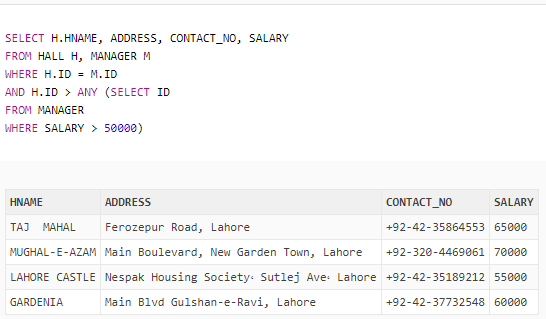 SELECT H.HNAME, ADDRESS, CONTACT_NO, SALARY
FROM HALL H, MANAGER M
WHERE H.ID = M.ID
AND H.ID > ANY (SELECT ID
FROM MANAGER
WHERE SALARY > 50000)
HNAME ADDRESS CONTACT_NO SALARY
TAJ MAHAL Ferozepur Road, Lahore +92-42-35864553 65000
MUGHAL-E-AZAM Main Boulevard, New Garden Town, Lahore +92-320-4469061 70000
LAHORE CASTLE Nespak Housing Society، Sutlej Ave، Lahore +92-42-35189212 55000
GARDENIA Main Blvd Gulshan-e-Ravi, Lahore +92-42-37732548 60000